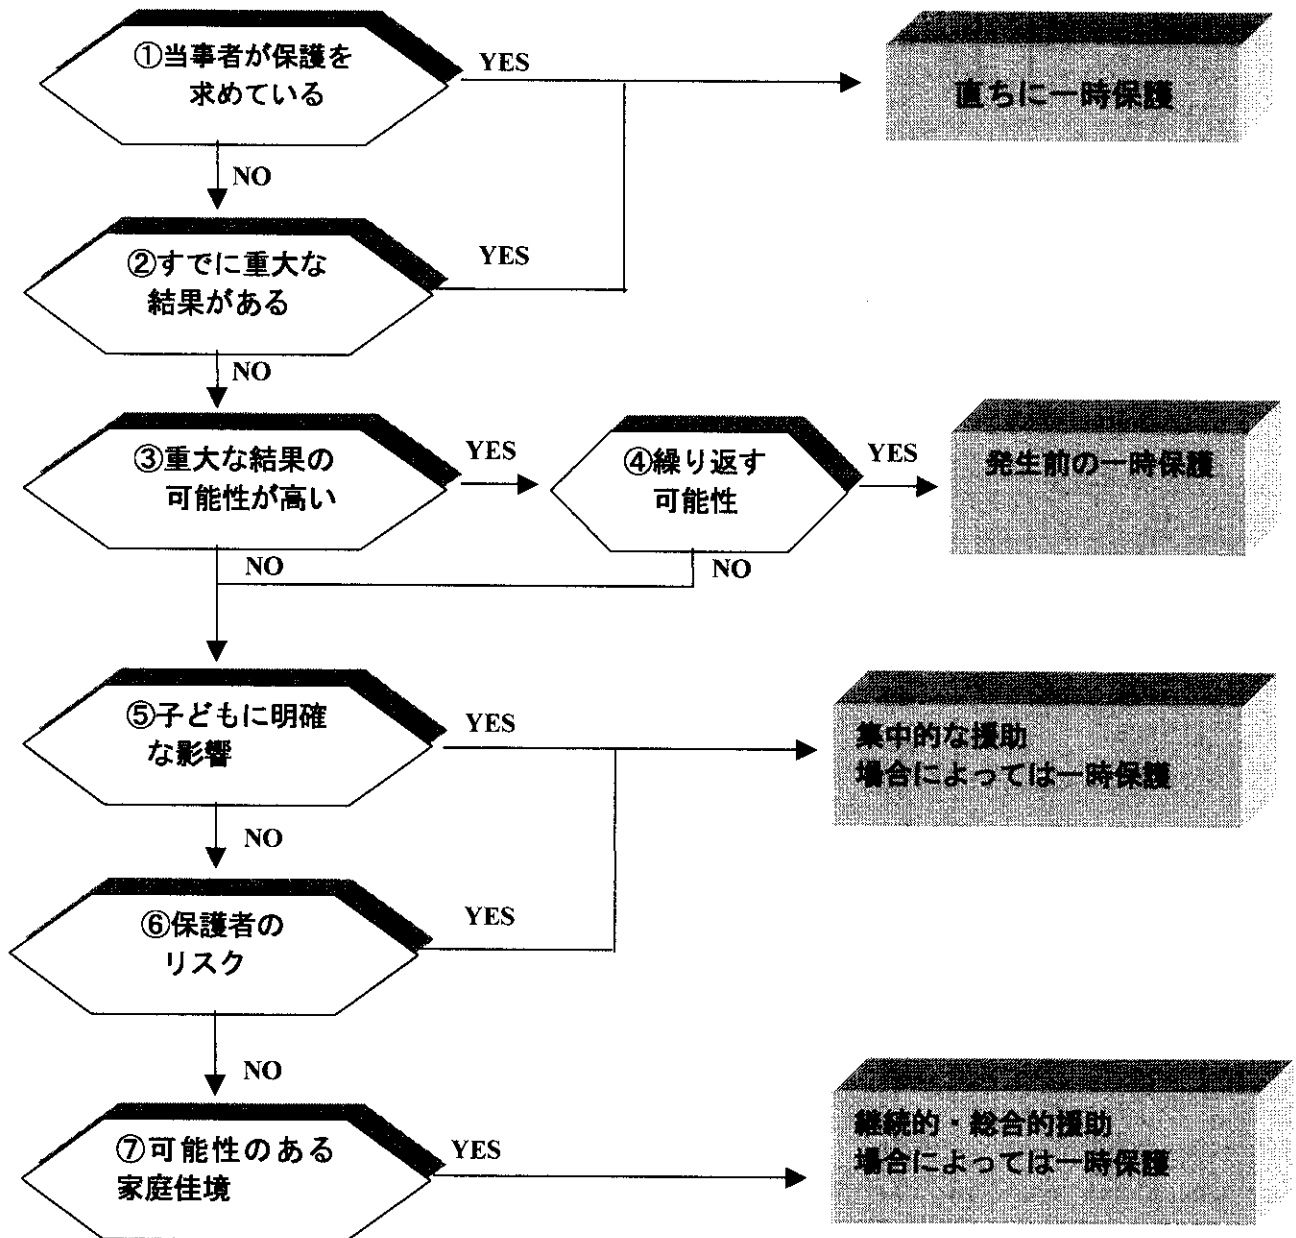 ①当事者が保護を
求めている
YES
直ちに一時保護
NO
②すでに重大な
結果がある
YES
NO
③重大な結果の
可能性が高い
YES
④繰り返す
可能性
YES
発生前の一時保護
NO
NO
⑤子どもに明確
な影響
YES
集中的な援助
場合によっては一時保護
NO
⑥保護者の
リスク
YES
NO
⑦可能性のある
家庭佳境
YES
継続的・総合的援助
場合によっては一時保護